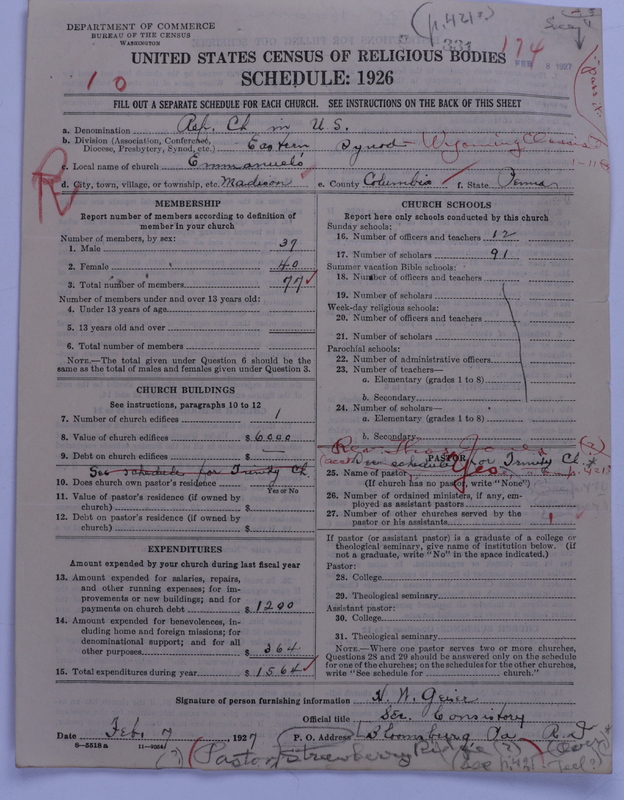 DEPARTMENT OF COMMERCE
BUREAU OF THE CENSUS
WASHINGTON
(p. 421?)
331
174
FEB 8 1927
UNITED STATES CENSUS OF RELIGIOUS BODIES
SCHEDULE: 1926
1 0
FILL OUT A SEPARATE SCHEDULE FOR EACH CHURCH. SEE INSTRUCTIONS ON THE BACK OF THIS SHEET
a. Denomination Ref. Ch in U.S.
b. Division (Association, Conference, Diocese, Presbytery, Synod, etc.) Eastern Synod - Wyoming Classis
c. Local name of church Emmanuel's
d. City, town, village, or township, etc. Madison e. County Columbia f. State Penna
MEMBERSHIP
Report number of members according to definition of
member in your church
Number of members, by sex:
1. Male 37
2. Female 40
3. Total number of members 77
Number of members under and over 13 years old:
4. Under 13 years of age
5. 13 years old and over
6. Total number of members
NOTE.—The total given under Question 6 should be the
same as the total of males and females given under Question 3.
CHURCH BUILDINGS
See instructions, paragraphs 10 to 12
7. Number of church edifices 1
8. Value of church edifices $6000
9. Debt on church edifices $ —
See schedule for Trinity Ch.
10. Does church own pastor's residence
Yes or No
11. Value of pastor's residence (if owned by
church) $
12. Debt on pastor's residence (if owned by
church) $
EXPENDITURES
Amount expended by your church during last fiscal year
13. Amount expended for salaries, repairs,
and other running expenses; for im-
provements or new buildings; and for
payments on church debt $1200
14. Amount expended for benevolences, in-
cluding home and foreign missions; for
denominational support; and for all
other purposes $ 364
15. Total expenditures during year $ 1564
CHURCH SCHOOLS
Report here only schools conducted by this church
Sunday schools:
16. Number of officers and teachers 12
17. Number of scholars 91
Summer vacation Bible schools:
18. Number of officers and teachers
19. Number of scholars
Week-day religious schools:
20. Number of officers and teachers
21. Number of scholars
Parochial schools:
22. Number of administrative officers
23. Number of teachers—
a. Elementary (grades 1 to 8)
b. Secondary
24. Number of scholars—
a. Elementary (grades 1 to 8)
b. Secondary
(a)
PASTOR
See schedule for Trinity Ch.
25. Name of pastor Yes
(If church has no pastor, write "None")
26. Number of ordained ministers, if any, em-
ployed as assistant pastors
27. Number of other churches served by the
pastor or his assistants 1
If pastor (or assistant pastor) is a graduate of a college or
theological seminary, give name of institution below. (if
not a graduate, write "No" in the space indicated.)
Pastor:
28. College
29. Theological seminary
Assistant pastor:
30. College
31. Theological seminary
NOTE.—Where one pastor serves two or more churches,
Questions 28 and 29 should be answered only on the schedule
for one of the churches; on the schedules for the other churches,
write "See schedule for church."
Signature of person furnishing information N. W. Geiser
Official title Sec. Consistory
Date Feb. 7, 1927 P. O. Address Bloomsburg Pa. R. D
8—5518 a
(?) (Pastor, Strawberry Ridge (?) (Over)
(See p. 421